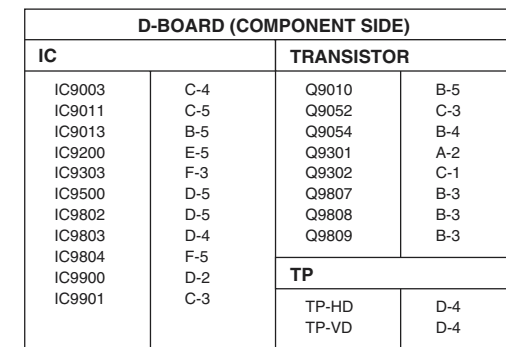 D-BOARD (COMPONENT SIDE)
IC TRANSISTOR
IC9003 C-4 Q9010 B-5
IC9011 C-5 Q9052 C-3
IC9013 B-5 Q9054 B-4
IC9200 E-5 Q9301 A-2
IC9303 F-3 Q9302 C-1
IC9500 D-5 Q9807 B-3
IC9802 D-5 Q9808 B-3
IC9803 D-4 Q9809 B-3
IC9804 F-5
IC9900 D-2 TP
IC9901 C-3 TP-HD D-4
TP-VD D-4